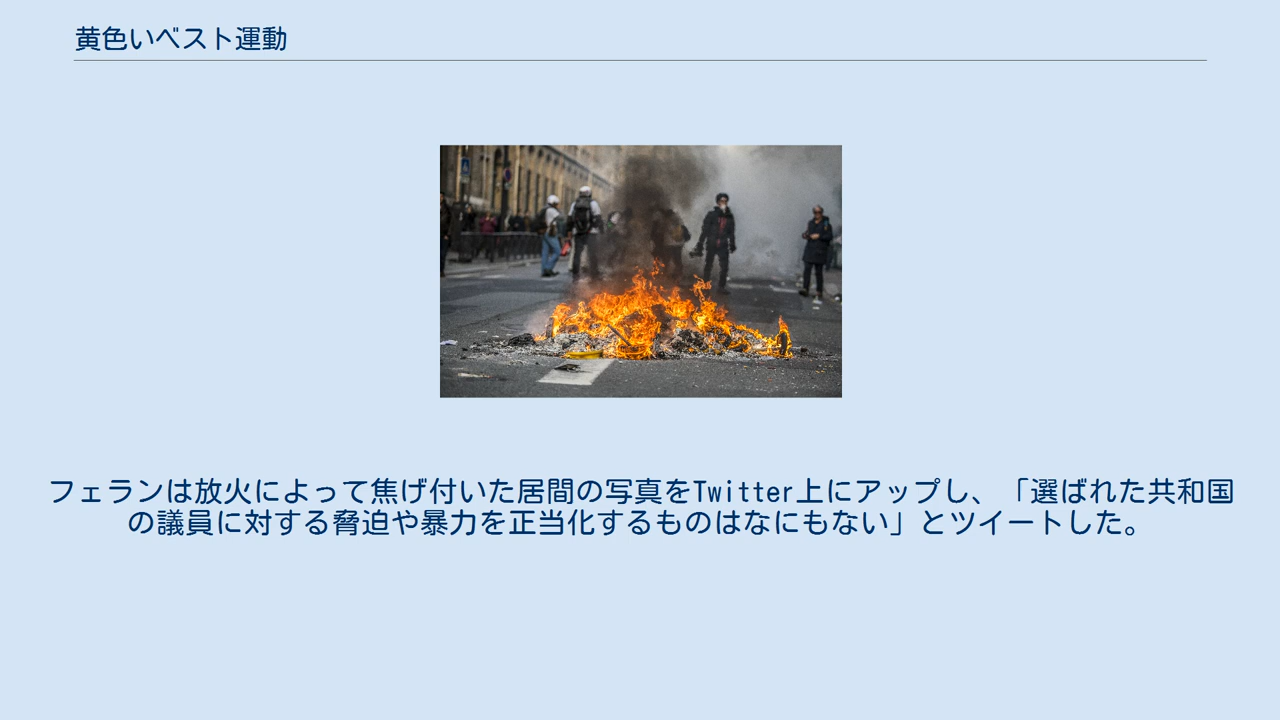 黄色いベスト運動
フェランは放火によって焦げ付いた居間の写真をTwitter上にアップし、「選ばれた共和国
の議員に対する脅迫や暴力を正当化するものはなにもない」とツイートした。